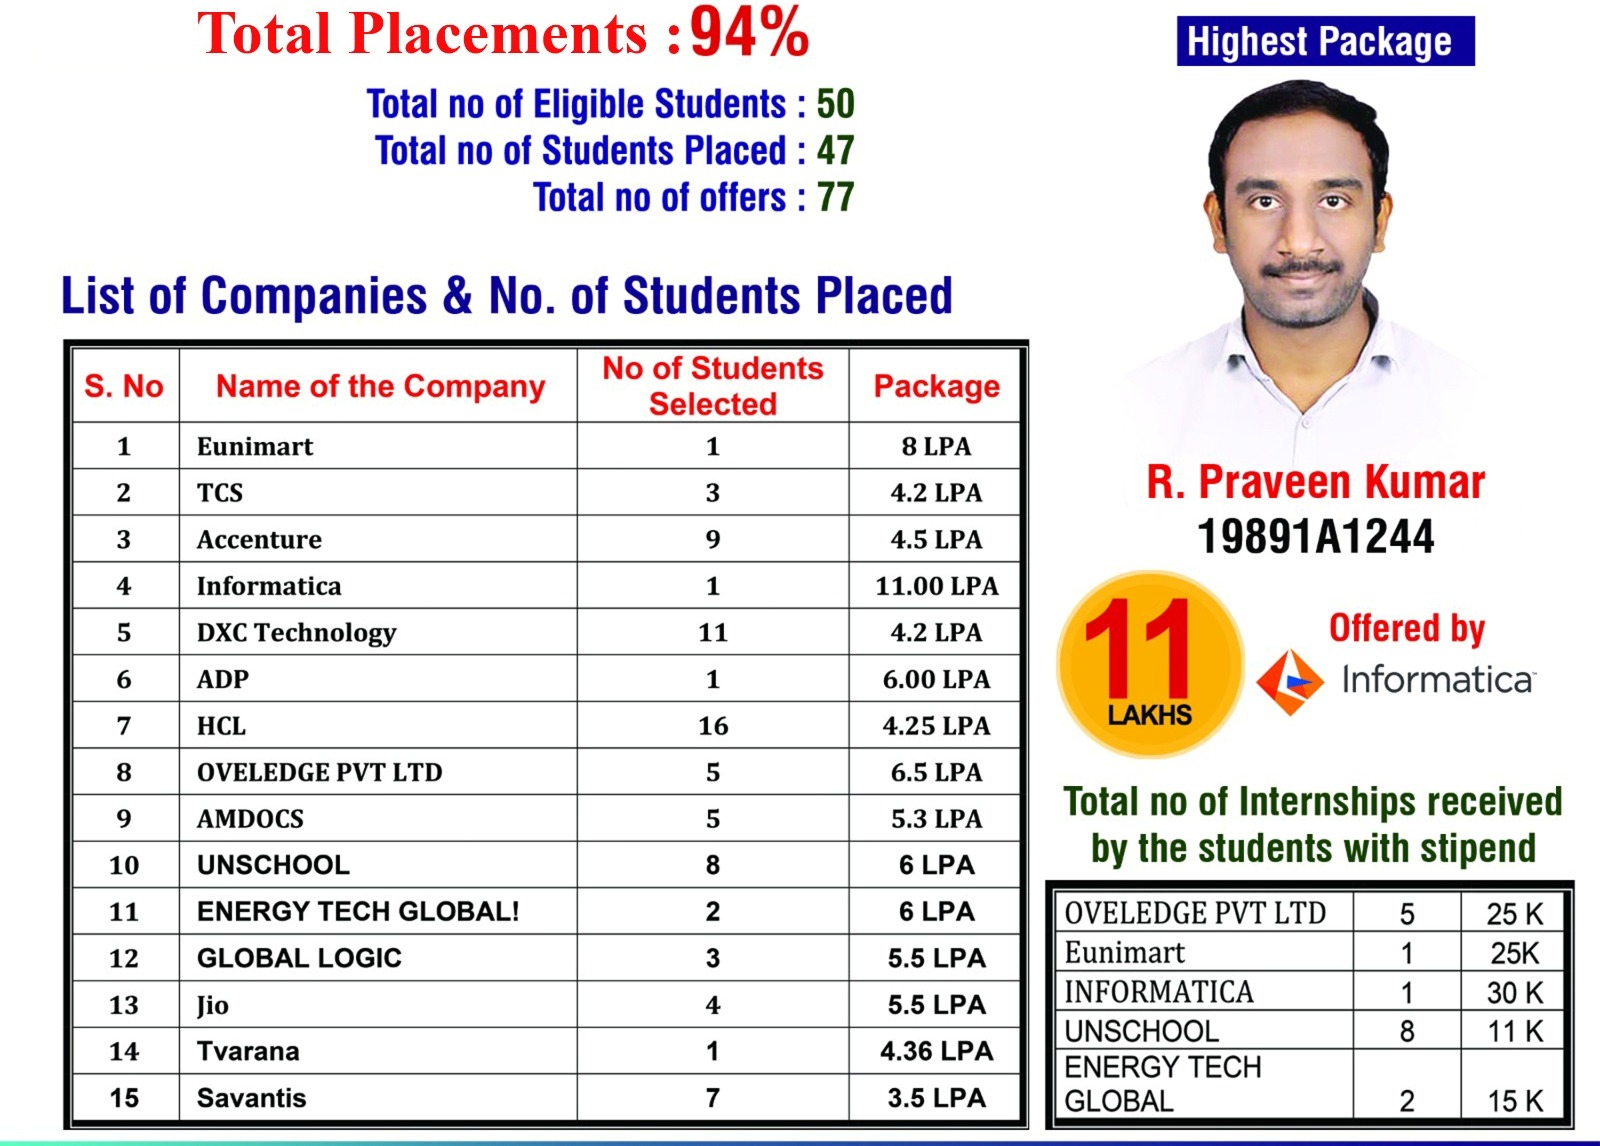 Total Placements : 94%
Total no of Eligible Students : 50
Total no of Students Placed : 47
Total no of offers : 77
List of Companies & No. of Students Placed
S. No Name of the Company No of Students Selected Package
1 Eunimart 1 8 LPA
2 TCS 3 4.2 LPA
3 Accenture 9 4.5 LPA
4 Informatica 1 11.00 LPA
5 DXC Technology 11 4.2 LPA
6 ADP 1 6.00 LPA
7 HCL 16 4.25 LPA
8 OVELEDGE PVT LTD 5 6.5 LPA
9 AMDOCS 5 5.3 LPA
10 UNSCHOOL 8 6 LPA
11 ENERGY TECH GLOBAL! 2 6 LPA
12 GLOBAL LOGIC 3 5.5 LPA
13 Jio 4 5.5 LPA
14 Tvarana 1 4.36 LPA
15 Savantis 7 3.5 LPA
Highest Package
R. Praveen Kumar
19891A1244
11
LAKHS
Offered by
Informatica
Total no of Internships received
by the students with stipend
OVELEDGE PVT LTD 5 25 K
Eunimart 1 25K
INFORMATICA 1 30 K
UNSCHOOL 8 11 K
ENERGY TECH
GLOBAL 2 15 K